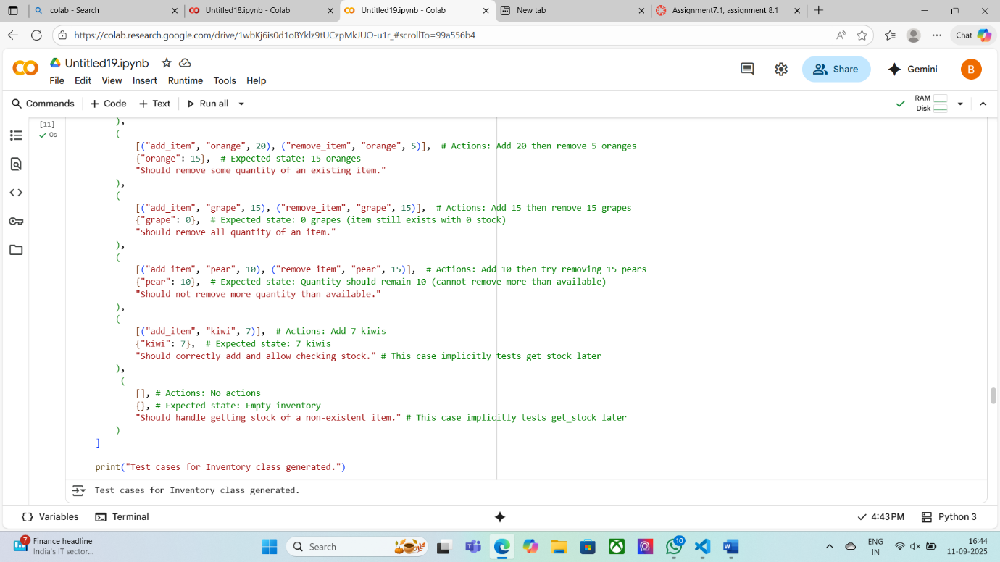 colab - Search
Untitled18.ipynb - Colab
Untitled19.ipynb - Colab
New tab
Assignment7.1, assignment 8.1
https://colab.research.google.com/drive/1wbKj6is0d1oBYklz9tUCzpMkJUO-u1r_#scrollTo=99a556b4
Chat
Untitled19.ipynb
File Edit View Insert Runtime Tools Help
Share
Gemini
B
Commands + Code + Text Run all
RAM
Disk
[11]
0s
),
(
[("add_item", "orange", 20), ("remove_item", "orange", 5)], # Actions: Add 20 then remove 5 oranges
{"orange": 15}, # Expected state: 15 oranges
"Should remove some quantity of an existing item."
),
(
[("add_item", "grape", 15), ("remove_item", "grape", 15)], # Actions: Add 15 then remove 15 grapes
{"grape": 0}, # Expected state: 0 grapes (item still exists with 0 stock)
"Should remove all quantity of an item."
),
(
[("add_item", "pear", 10), ("remove_item", "pear", 15)], # Actions: Add 10 then try removing 15 pears
{"pear": 10}, # Expected state: Quantity should remain 10 (cannot remove more than available)
"Should not remove more quantity than available."
),
(
[("add_item", "kiwi", 7)], # Actions: Add 7 kiwis
{"kiwi": 7}, # Expected state: 7 kiwis
"Should correctly add and allow checking stock." # This case implicitly tests get_stock later
),
(
[], # Actions: No actions
{}, # Expected state: Empty inventory
"Should handle getting stock of a non-existent item." # This case implicitly tests get_stock later
)
]
print("Test cases for Inventory class generated.")
Test cases for Inventory class generated.
{} Variables
Terminal
4:43 PM
Python 3
7
Finance headline
India's IT sector...
Search
10
ENG
IN
16:44
11-09-2025